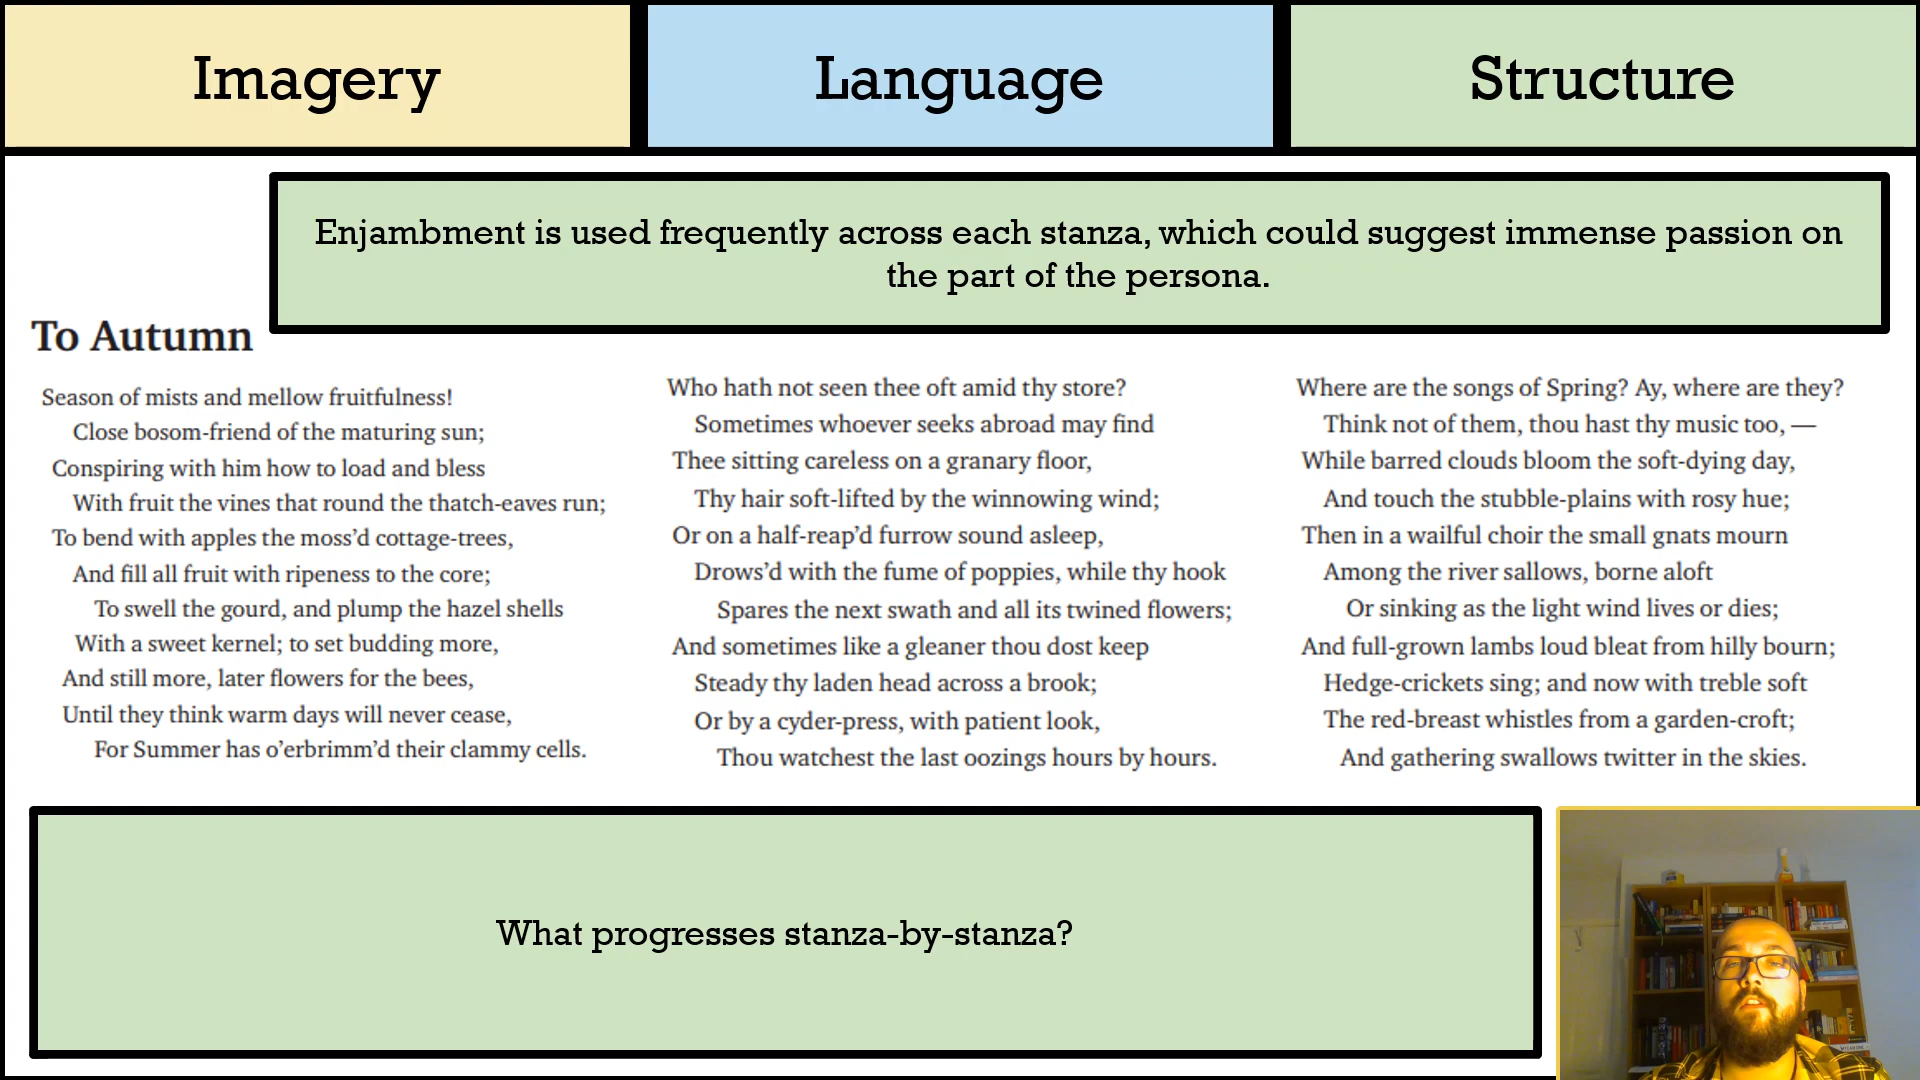 Imagery
Language
Structure
Enjambment is used frequently across each stanza, which could suggest immense passion on
the part of the persona.
To Autumn
Season of mists and mellow fruitfulness!
Close bosom-friend of the maturing sun;
Conspiring with him how to load and bless
With fruit the vines that round the thatch-eaves run;
To bend with apples the moss’d cottage-trees,
And fill all fruit with ripeness to the core;
To swell the gourd, and plump the hazel shells
With a sweet kernel; to set budding more,
And still more, later flowers for the bees,
Until they think warm days will never cease,
For Summer has o’erbrimm’d their clammy cells.
Who hath not seen thee oft amid thy store?
Sometimes whoever seeks abroad may find
Thee sitting careless on a granary floor,
Thy hair soft-lifted by the winnowing wind;
Or on a half-reap’d furrow sound asleep,
Drows’d with the fume of poppies, while thy hook
Spares the next swath and all its twined flowers;
And sometimes like a gleaner thou dost keep
Steady thy laden head across a brook;
Or by a cyder-press, with patient look,
Thou watchest the last oozings hours by hours.
Where are the songs of Spring? Ay, where are they?
Think not of them, thou hast thy music too, —
While barred clouds bloom the soft-dying day,
And touch the stubble-plains with rosy hue;
Then in a wailful choir the small gnats mourn
Among the river sallows, borne aloft
Or sinking as the light wind lives or dies;
And full-grown lambs loud bleat from hilly bourn;
Hedge-crickets sing; and now with treble soft
The red-breast whistles from a garden-croft;
And gathering swallows twitter in the skies.
What progresses stanza-by-stanza?